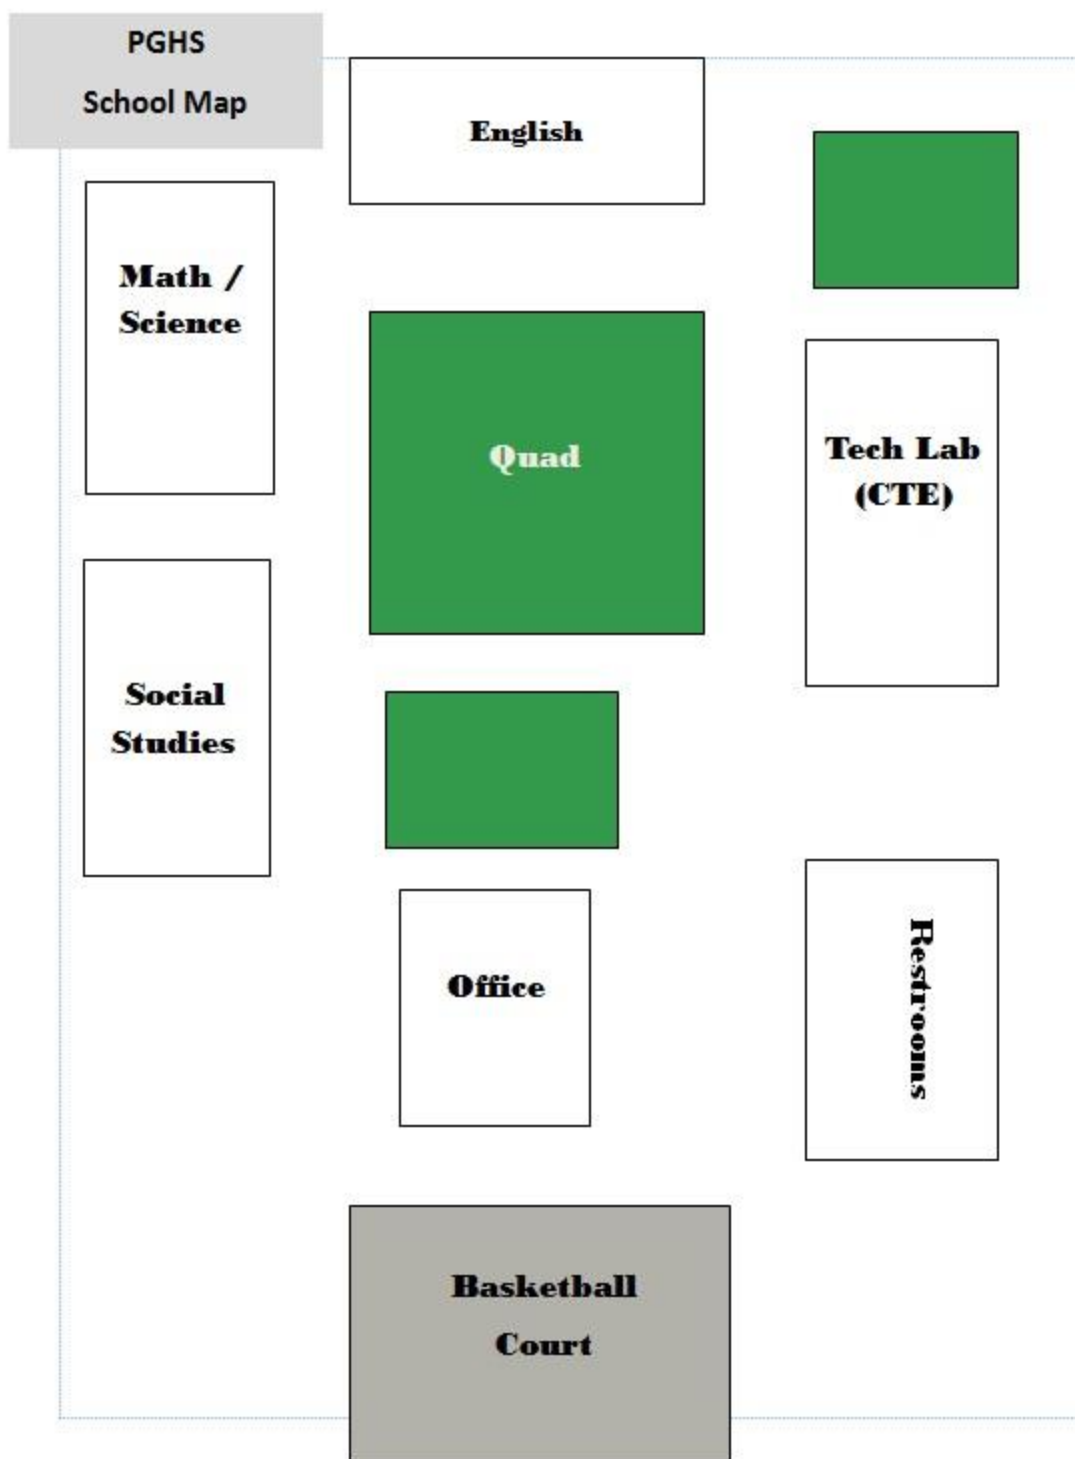 PGHS
School Map
English
Math /
Science
Quad
Tech Lab
(CTE)
Social
Studies
Office
Restrooms
Basketball
Court